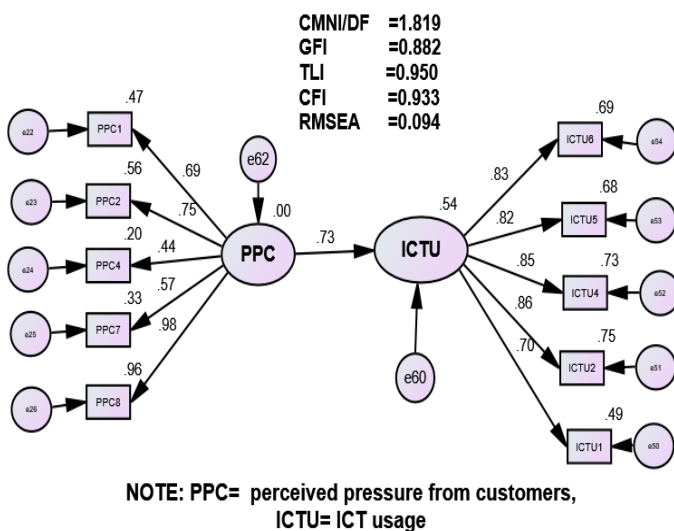 CMNI/DF =1.819
GFI =0.882
TLI =0.950
CFI =0.933
RMSEA =0.094
.47
e22
PPC1
.69
.56
e23
PPC2
.75
.20
e24
PPC4
.44
.33
e25
PPC7
.57
.96
e26
PPC8
.98
e62
.00
PPC
.73
.54
ICTU
e60
.69
ICTU6
e54
.83
.68
ICTU5
e53
.82
.73
ICTU4
e52
.85
.75
ICTU2
e51
.86
.49
ICTU1
e50
.70
NOTE: PPC= perceived pressure from customers,
ICTU= ICT usage